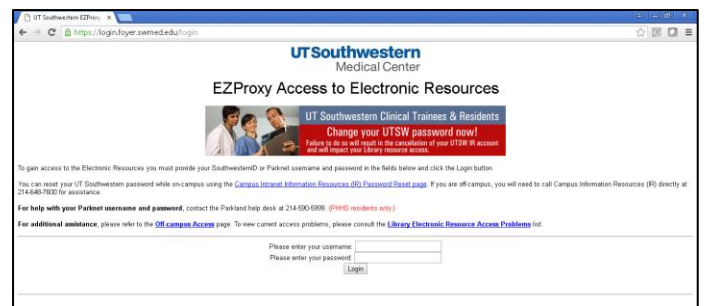 UT Southwestern EZProxy
https://login.foyer.swmed.edu/login
UTSouthwestern
Medical Center
EZProxy Access to Electronic Resources
UT Southwestern Clinical Trainees & Residents
Change your UTSW password now!
Failure to do so will result in the cancellation of your UTSW IR account
and will impact your Library resource access.
To gain access to the Electronic Resources you must provide your SouthwesternID or Parknet username and password in the fields below and click the Login button.
You can reset your UT Southwestern password while on-campus using the Campus Intranet Information Resources (IR) Password Reset page. If you are off-campus, you will need to call Campus Information Resources (IR) directly at
214-648-7600 for assistance.
For help with your Parknet username and password, contact the Parkland help desk at 214-590-5999. (PHHS residents only.)
For additional assistance, please refer to the Off-campus Access page. To view current access problems, please consult the Library Electronic Resource Access Problems list.
Please enter your username:
Please enter your password:
Login